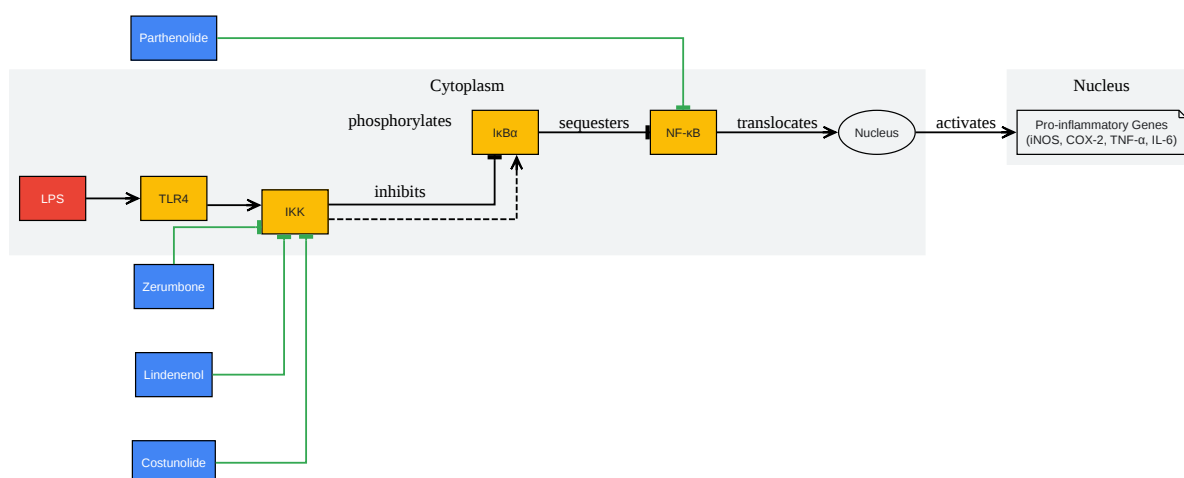 Parthenolide
Cytoplasm
Nucleus
phosphorylates
IκBα
sequesters
NF-κB
translocates
Nucleus
activates
Pro-inflammatory Genes
(iNOS, COX-2, TNF-α, IL-6)
LPS
TLR4
IKK
inhibits
Zerumbone
Lindenenol
Costunolide